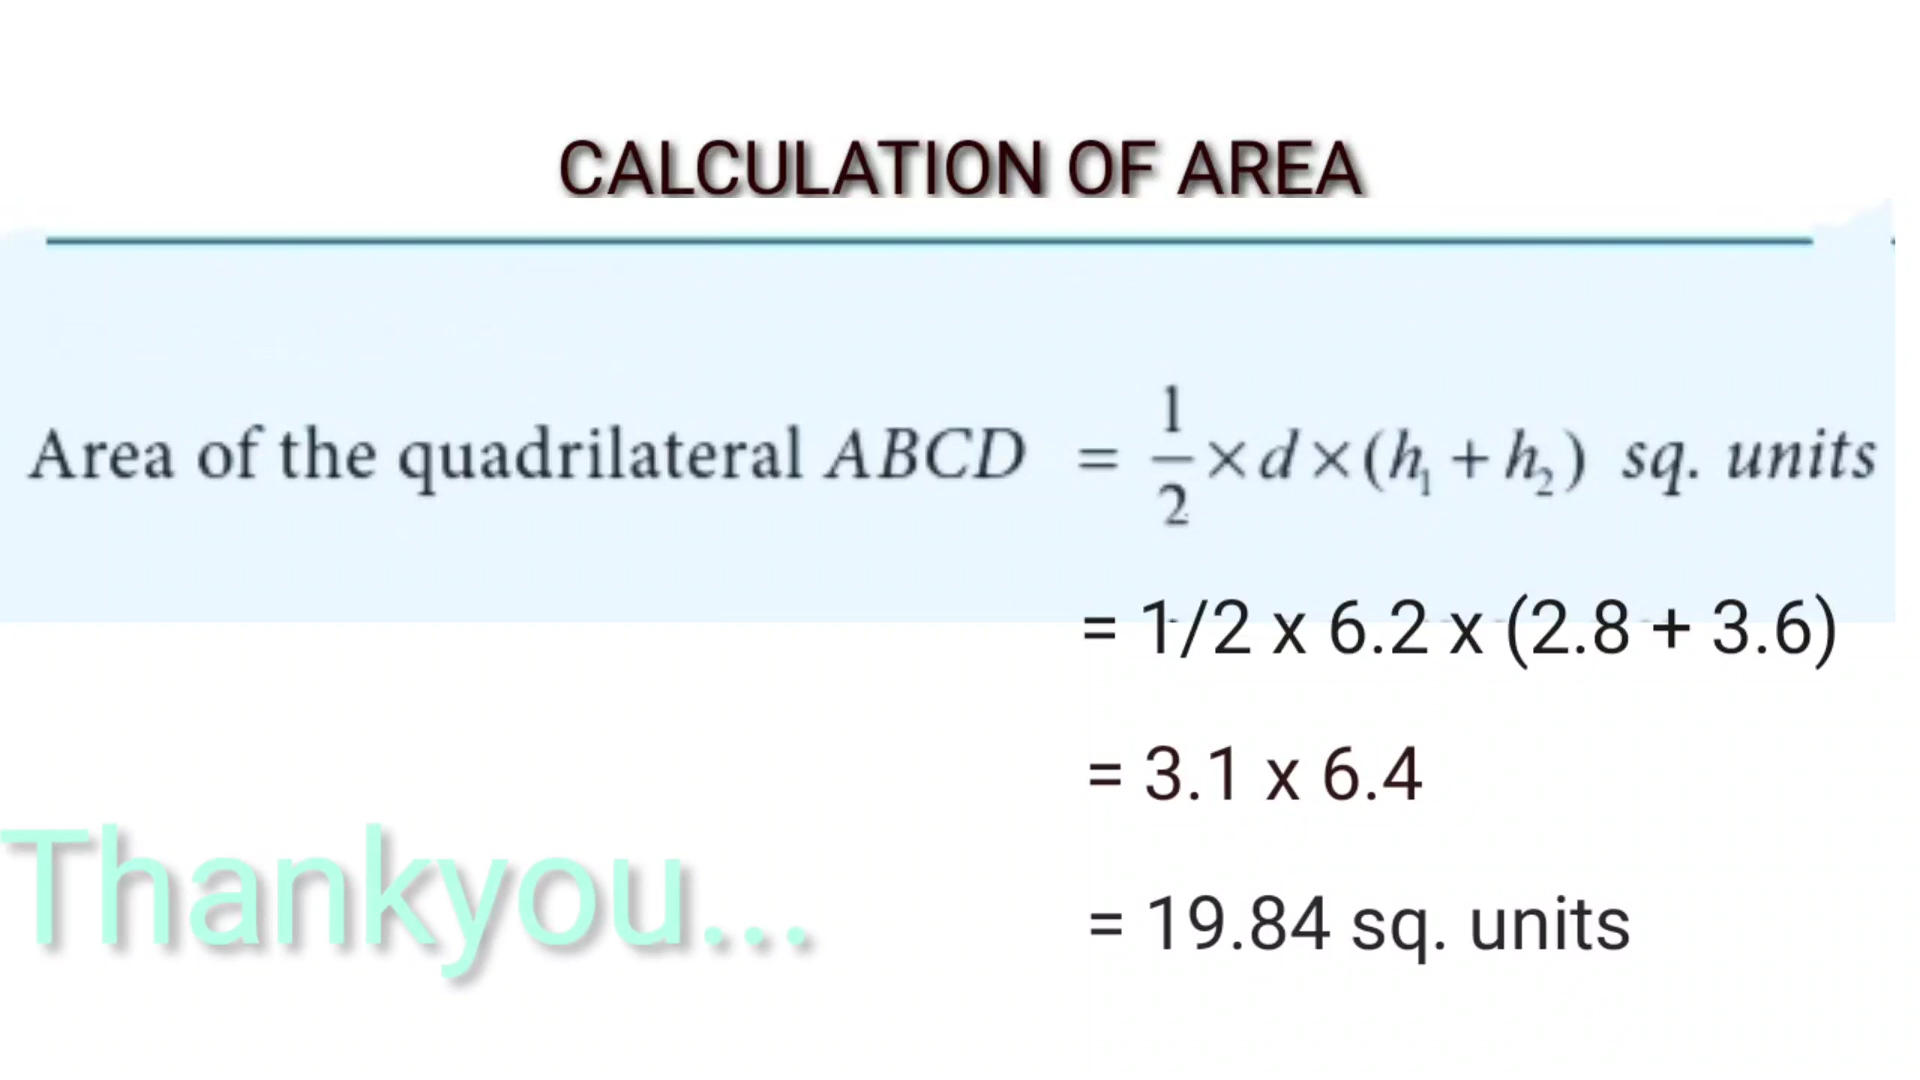 CALCULATION OF AREA
Area of the quadrilateral ABCD = 1/2 × d × (h₁ + h₂) sq. units
= 1/2 x 6.2 x (2.8 + 3.6)
= 3.1 x 6.4
Thankyou...
= 19.84 sq. units